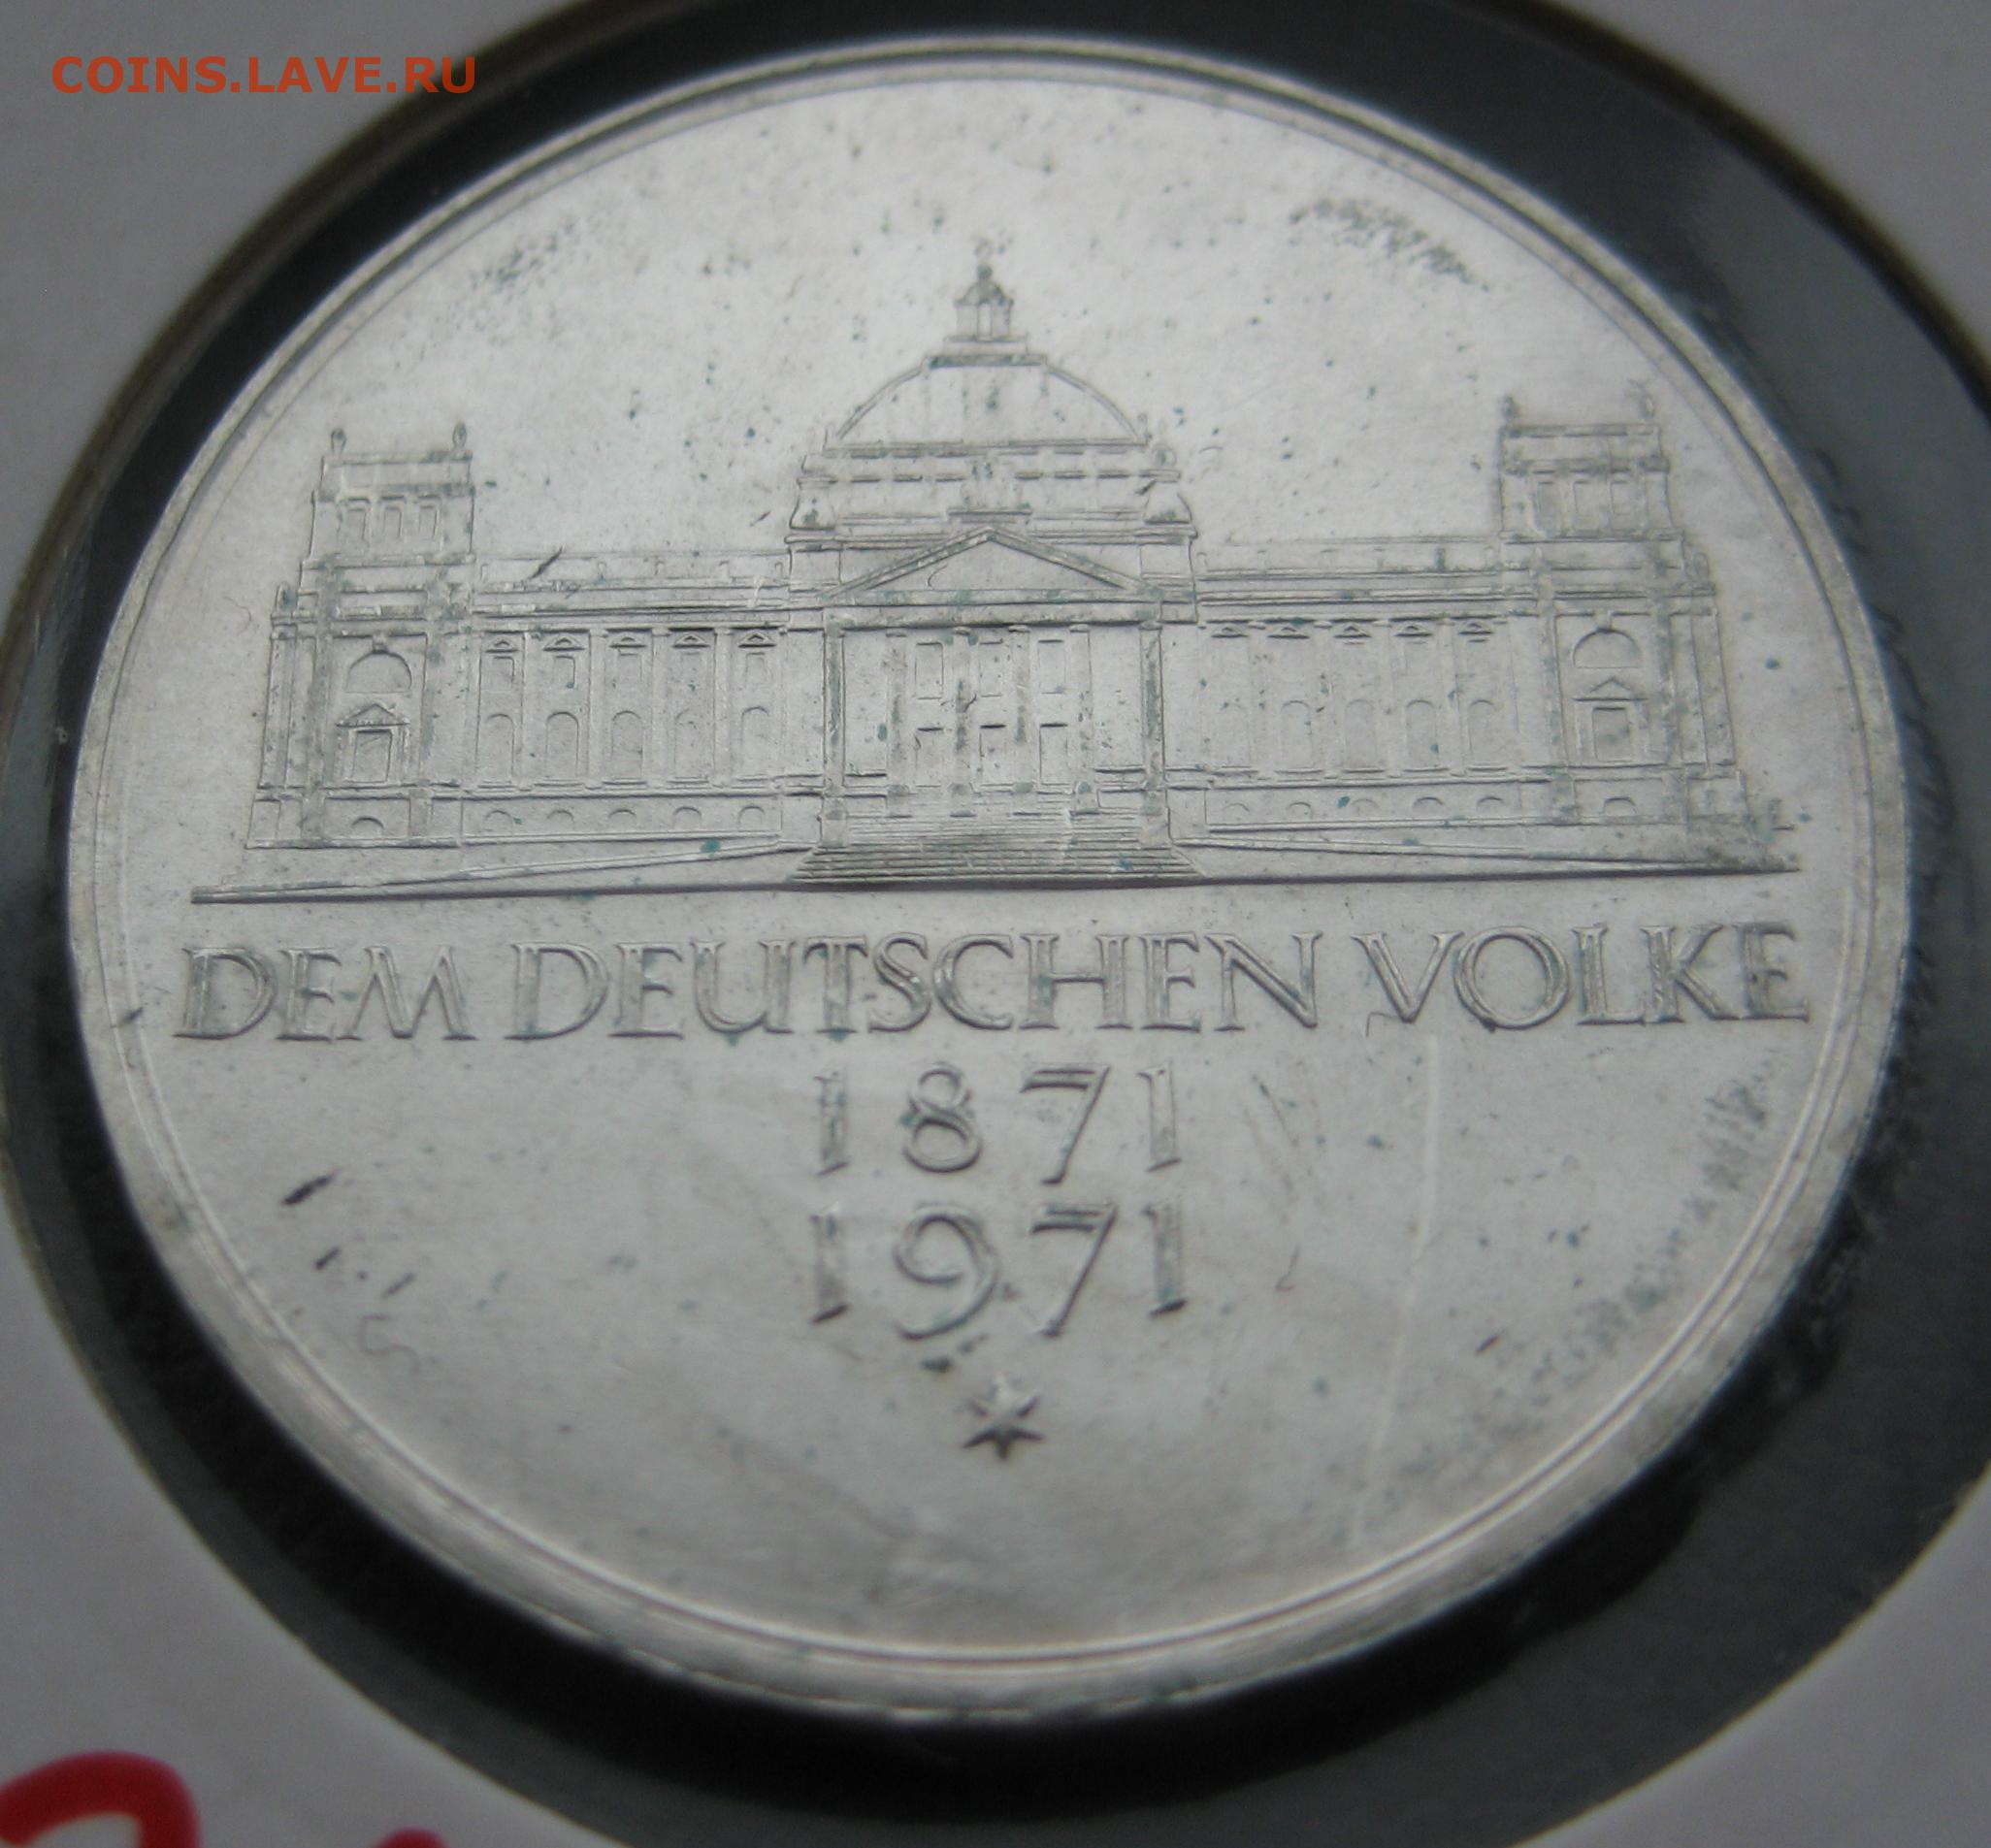 COINS.LAVE.RU
DEM DEUTSCHEN VOLKE
1871
1971